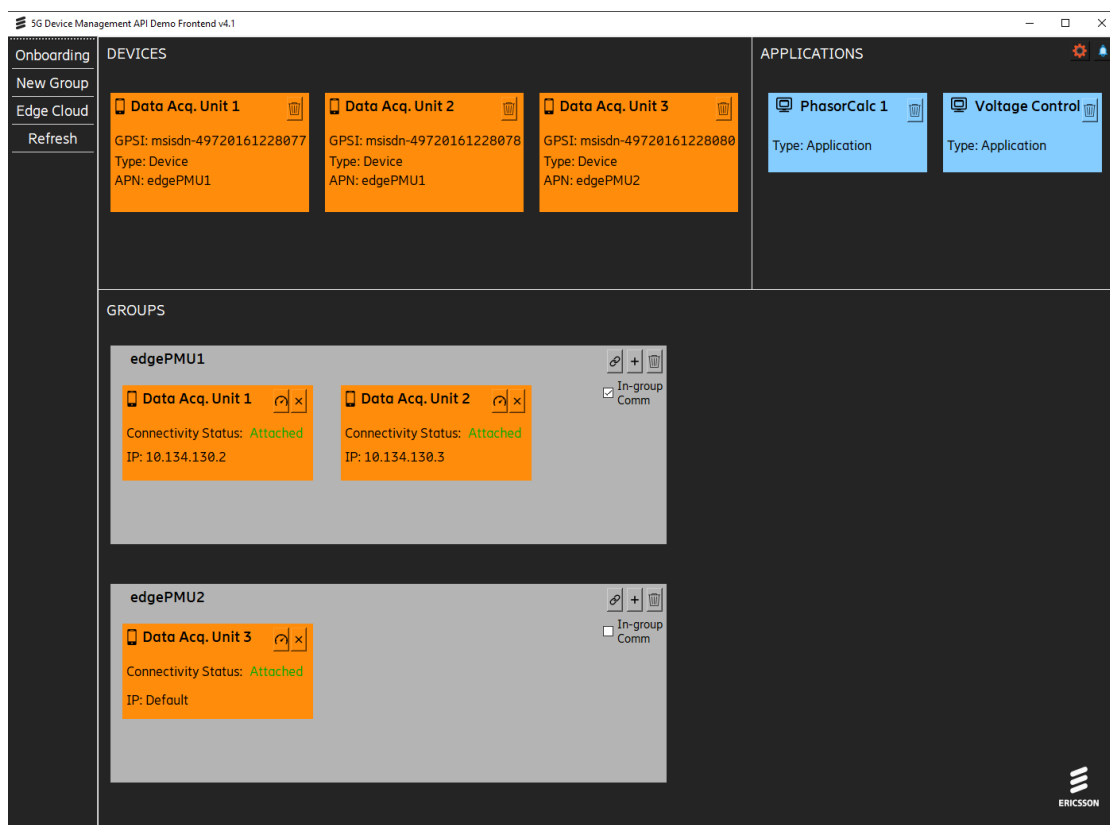 5G Device Management API Demo Frontend v4.1
Onboarding
New Group
Edge Cloud
Refresh
DEVICES
Data Acq. Unit 1
GPSI: msisdn-49720161228077
Type: Device
APN: edgePMU1
Data Acq. Unit 2
GPSI: msisdn-49720161228078
Type: Device
APN: edgePMU1
Data Acq. Unit 3
GPSI: msisdn-49720161228080
Type: Device
APN: edgePMU2
APPLICATIONS
PhasorCalc 1
Type: Application
Voltage Control
Type: Application
GROUPS
edgePMU1
In-group
Comm
Data Acq. Unit 1
Connectivity Status: Attached
IP: 10.134.130.2
Data Acq. Unit 2
Connectivity Status: Attached
IP: 10.134.130.3
edgePMU2
In-group
Comm
Data Acq. Unit 3
Connectivity Status: Attached
IP: Default
ERICSSON